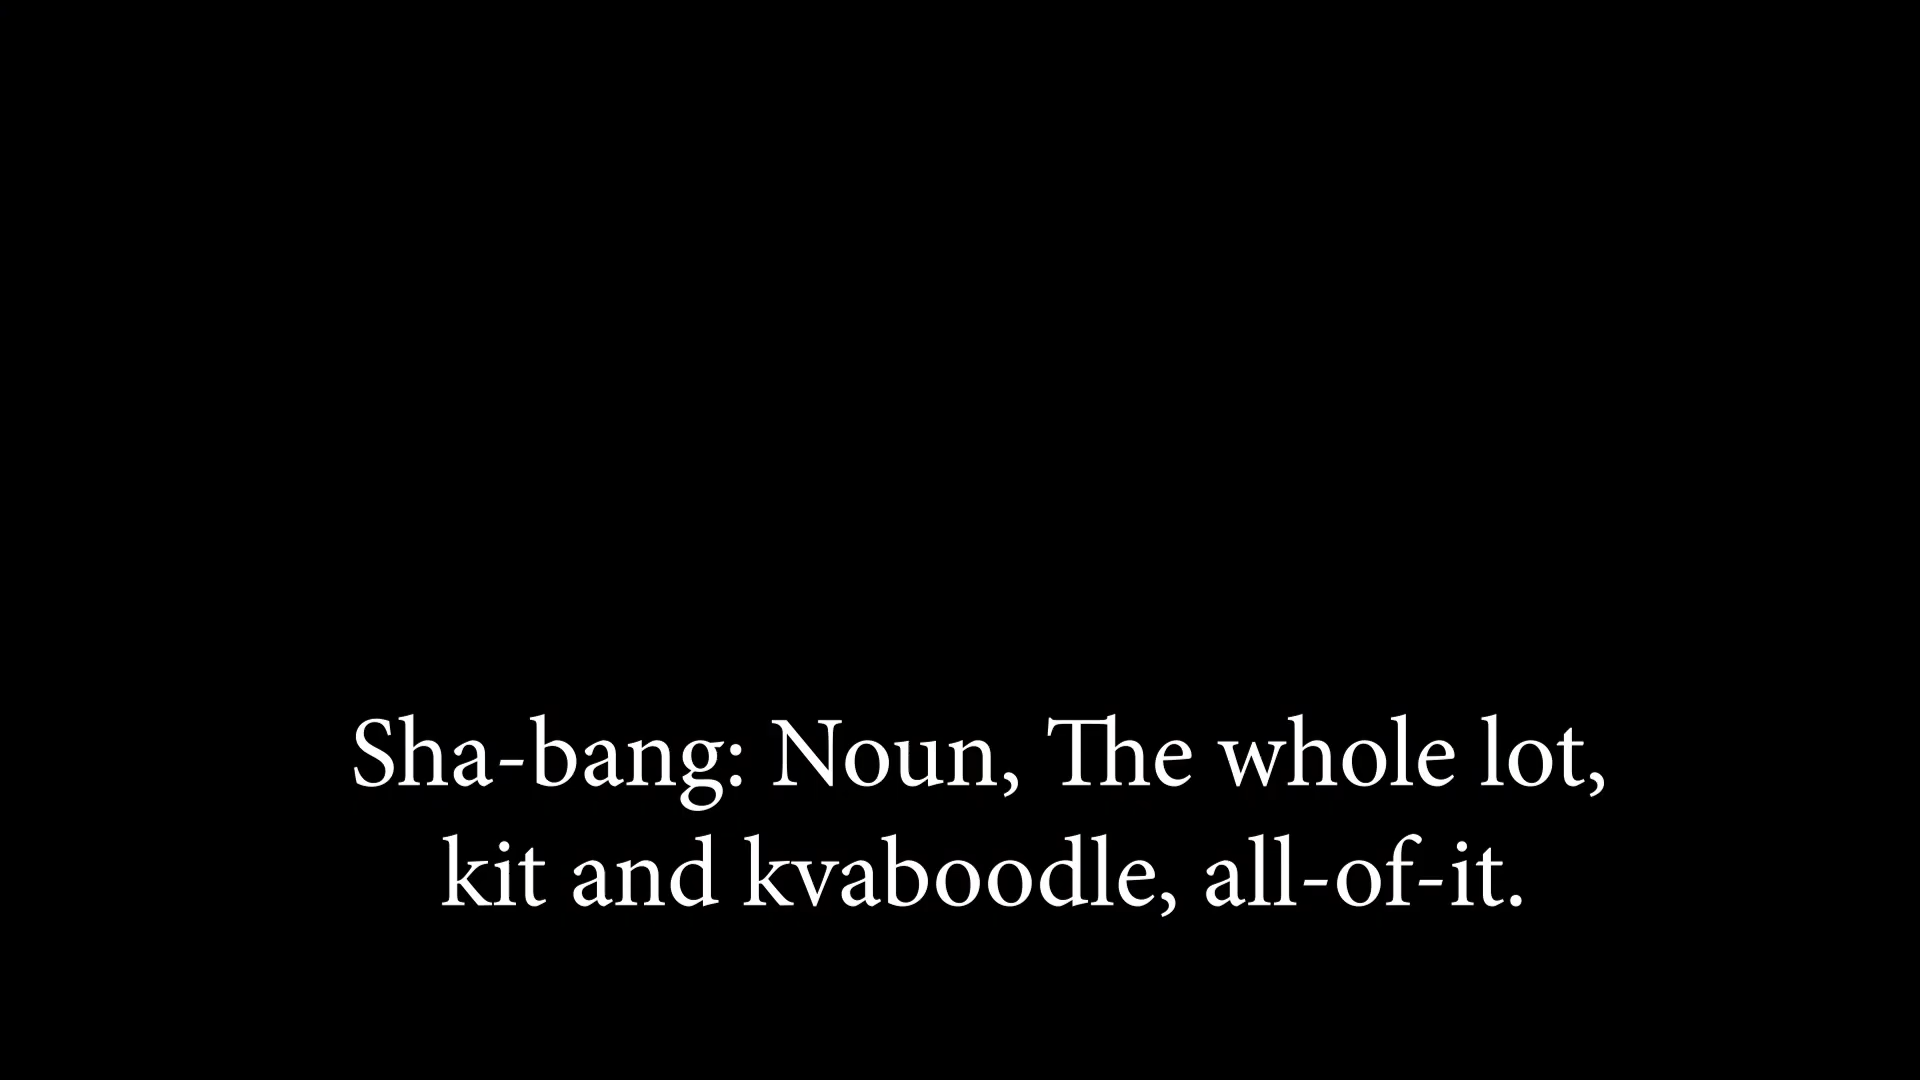 Sha-bang: Noun, The whole lot,
kit and kvaboodle, all-of-it.